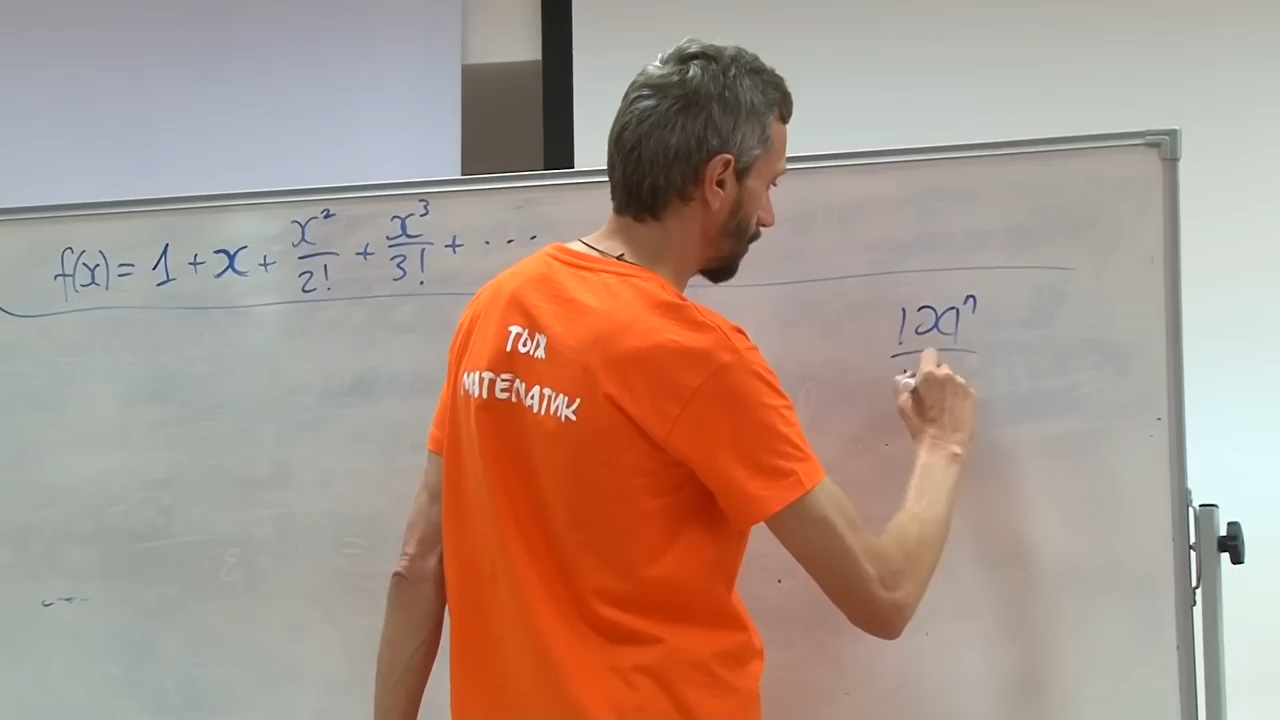 f(x) = 1 + x + x²/2! + x³/3! + ...
|x|ⁿ
ТЫЖ
МАТЕМАТИК